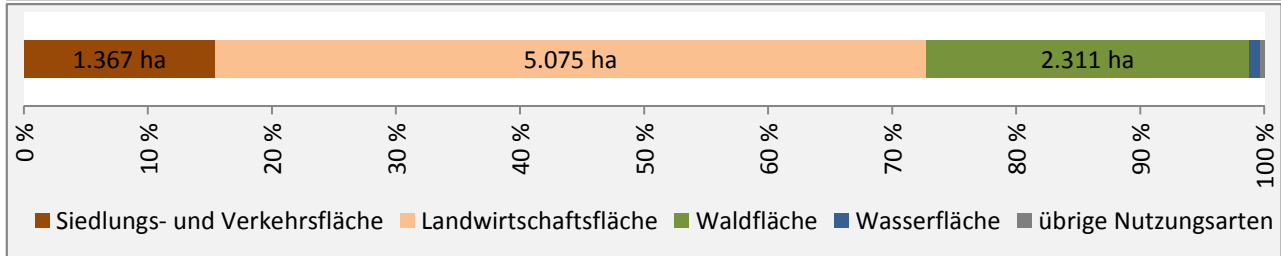 1.367 ha 5.075 ha 2.311 ha
0 % 10 % 20 % 30 % 40 % 50 % 60 % 70 % 80 % 90 % 100 %
Siedlungs- und Verkehrsfläche Landwirtschaftsfläche Waldfläche Wasserfläche übrige Nutzungsarten